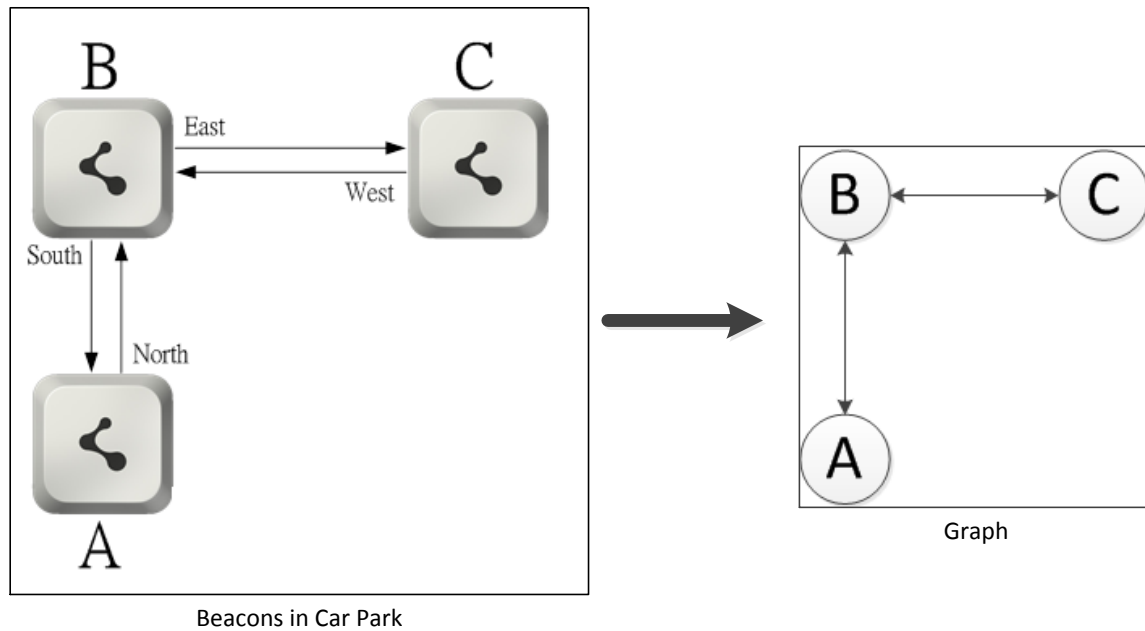 B
C
East
West
South
North
A
Beacons in Car Park
B
C
A
Graph